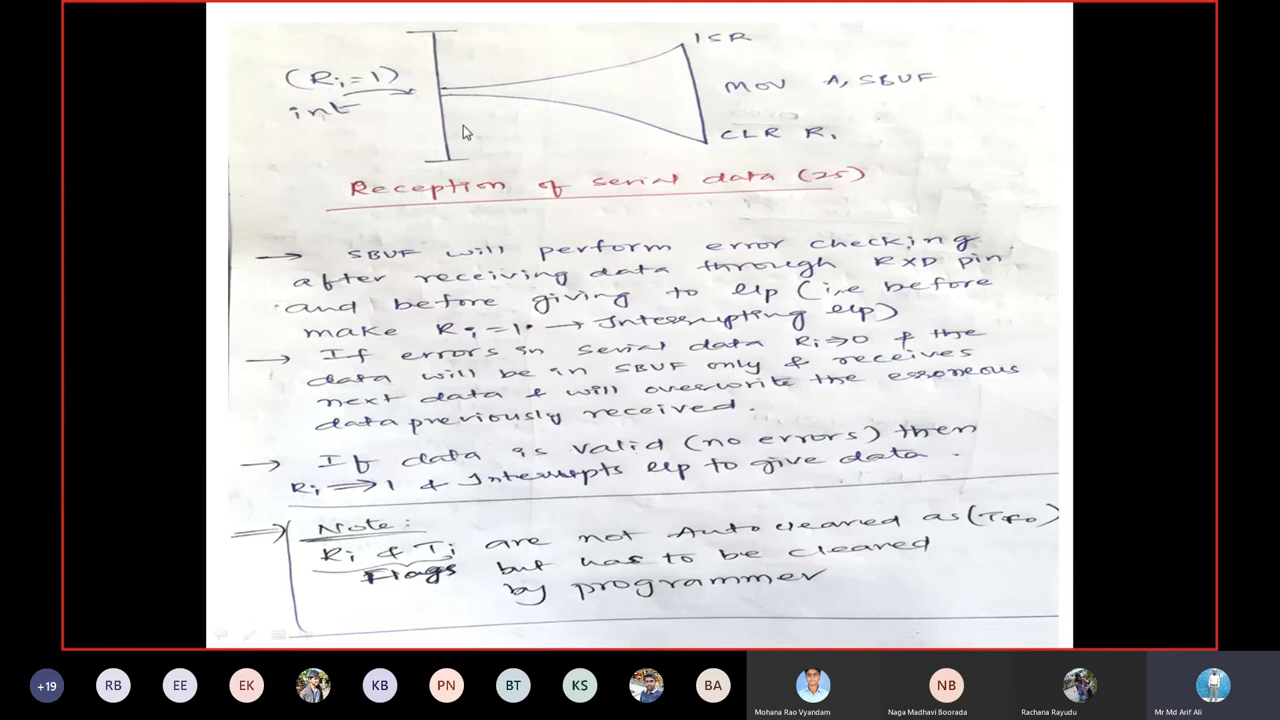 ISR
(Ri=1)
int
MOV A, SBUF
CLR Ri
Reception of serial data (25)
→ SBUF will perform error checking
after receiving data through RXD pin
and before giving to μp (i,e before
make Ri=1. → Interrupting μp)
→ If errors in serial data Ri→0 & the
data will be in SBUF only & receives
next data & will overwrite the erroneous
data previously received.
→ If data is valid (no errors) then
Ri ⇒ 1 & Interrupts μp to give data.
⇒ Note:
Ri & Ti are not Autocleared as (TF0)
Flags but has to be cleared
by programmer
+19
RB
EE
EK
KB
PN
BT
KS
BA
NB
Mohana Rao Vyandam
Naga Madhavi Boorada
Rachana Rayudu
Mr Md Arif Ali